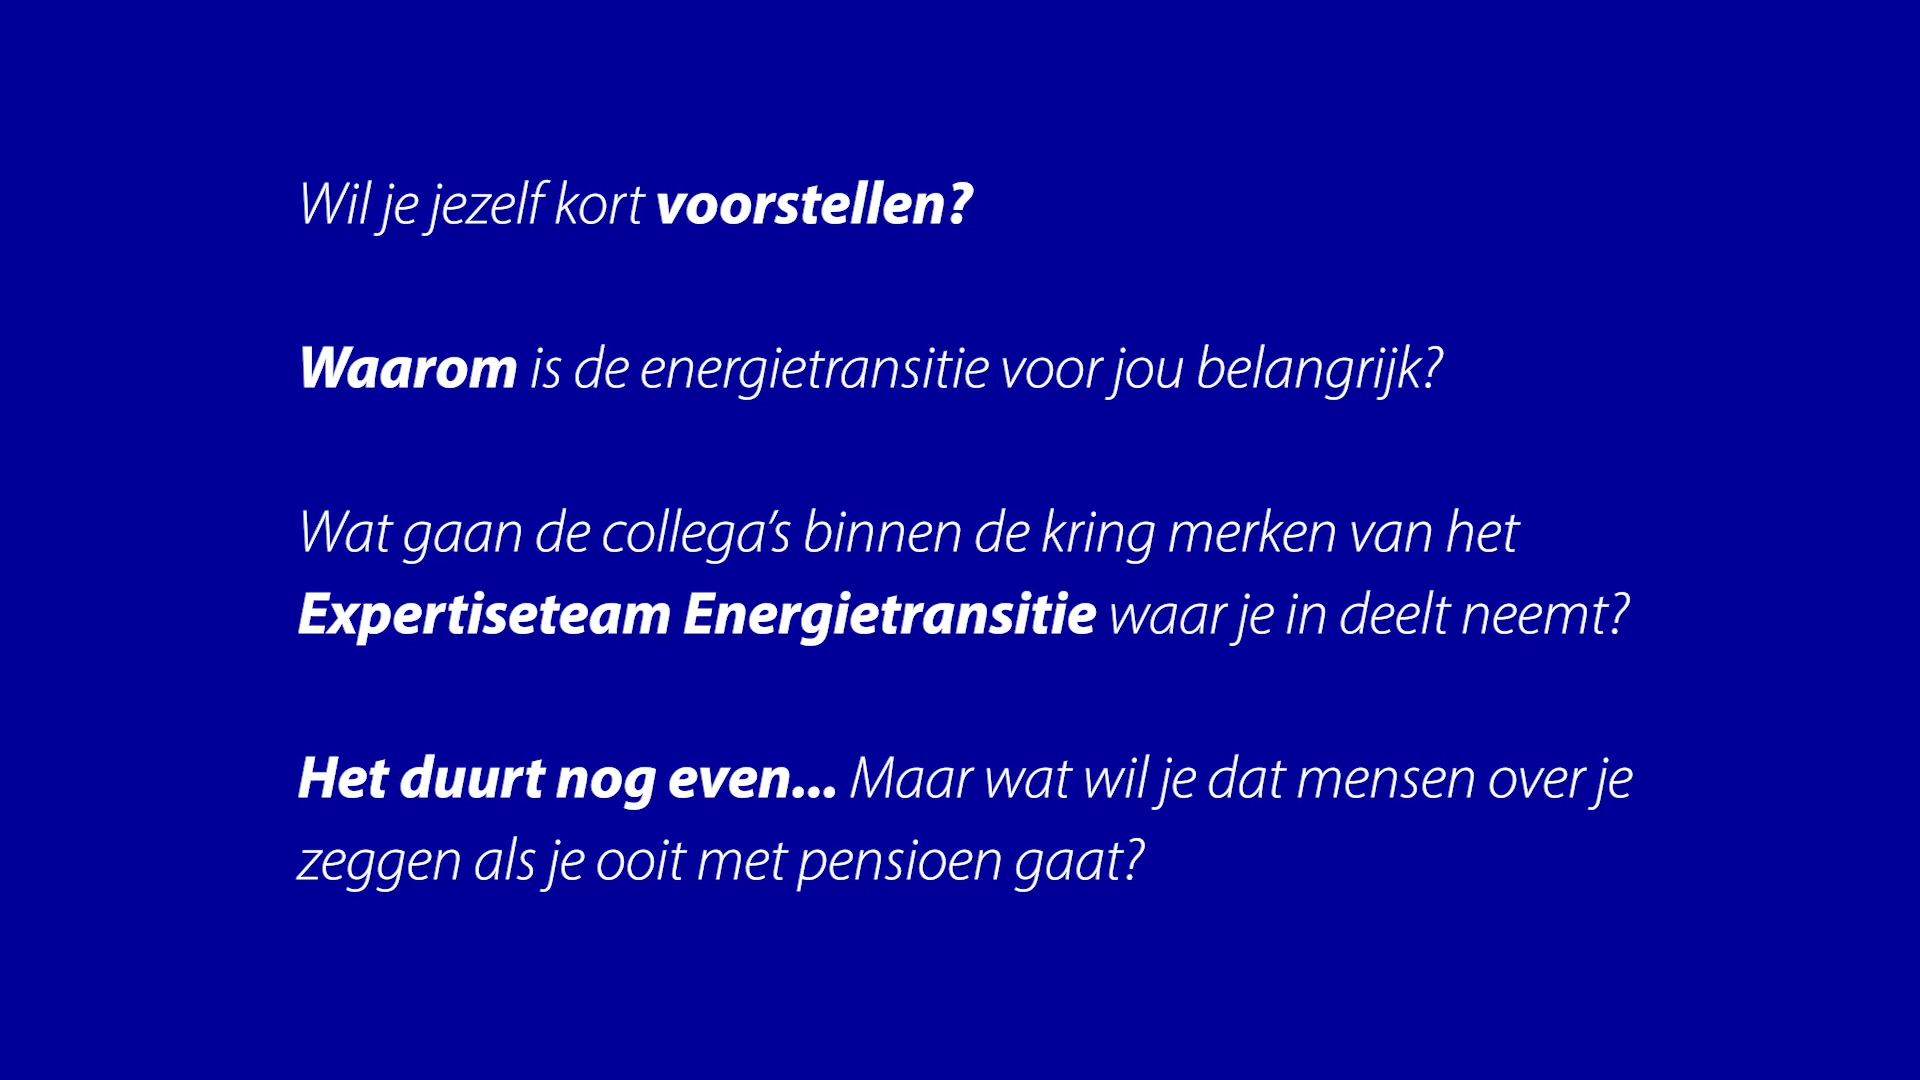 Wil je jezelf kort voorstellen?
Waarom is de energietransitie voor jou belangrijk?
Wat gaan de collega’s binnen de kring merken van het
Expertiseteam Energietransitie waar je in deelt neemt?
Het duurt nog even... Maar wat wil je dat mensen over je
zeggen als je ooit met pensioen gaat?